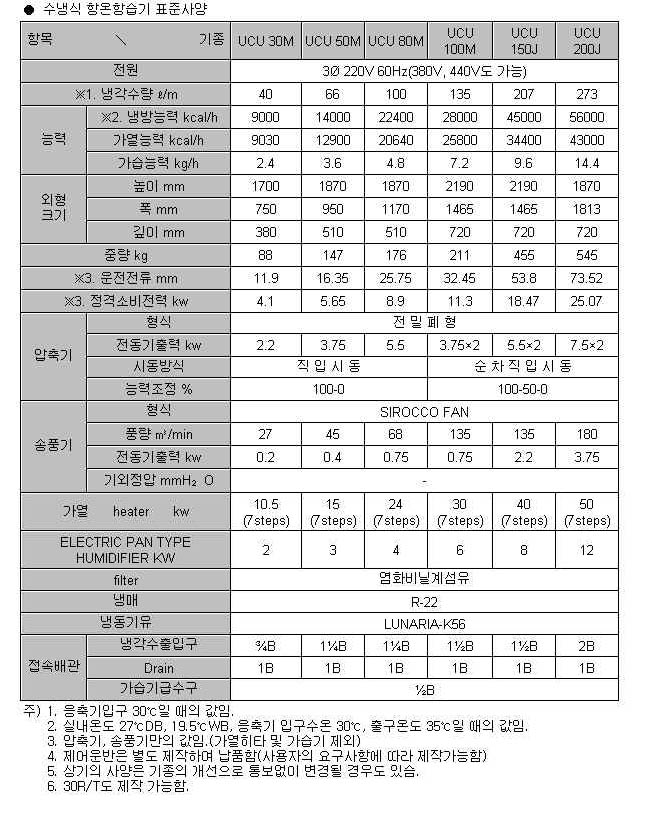 ● 수냉식 항온항습기 표준사양
항목 ＼ 기종 UCU 30M UCU 50M UCU 80M UCU 100M UCU 150J UCU 200J
전원 3Ø 220V 60Hz(380V, 440V도 가능)
※1. 냉각수량 ℓ/m 40 66 100 135 207 273
능력 ※2. 냉방능력 kcal/h 9000 14000 22400 28000 45000 56000
가열능력 kcal/h 9030 12900 20640 25800 34400 43000
가습능력 kg/h 2.4 3.6 4.8 7.2 9.6 14.4
외형 크기 높이 mm 1700 1870 1870 2190 2190 1870
폭 mm 750 950 1170 1465 1465 1813
깊이 mm 380 510 510 720 720 720
중량 kg 88 147 176 211 455 545
※3. 운전전류 mm 11.9 16.35 25.75 32.45 53.8 73.52
※3. 정격소비전력 kw 4.1 5.65 8.9 11.3 18.47 25.07
압축기 형식 전 밀 폐 형
전동기출력 kw 2.2 3.75 5.5 3.75×2 5.5×2 7.5×2
시동방식 직 입 시 동 순 차 직 입 시 동
능력조정 % 100-0 100-50-0
송풍기 형식 SIROCCO FAN
풍량 ㎥/min 27 45 68 135 135 180
전동기출력 kw 0.2 0.4 0.75 0.75 2.2 3.75
기외정압 mmH₂ O -
가열 heater kw 10.5 (7steps) 15 (7steps) 24 (7steps) 30 (7steps) 40 (7steps) 50 (7steps)
ELECTRIC PAN TYPE HUMIDIFIER KW 2 3 4 6 8 12
filter 염화비닐계섬유
냉매 R-22
냉동기유 LUNARIA-K56
접속배관 냉각수출입구 ¾B 1¼B 1¼B 1½B 1½B 2B
Drain 1B 1B 1B 1B 1B 1B
가습기급수구 ½B
주) 1. 응축기입구 30℃일 때의 값임.
2. 실내온도 27℃DB, 19.5℃WB, 응축기 입구수온 30℃, 출구온도 35℃일 때의 값임.
3. 압축기, 송풍기만의 값임.(가열히타 및 가습기 제외)
4. 제어운반은 별도 제작하며 납품함(사용자의 요구사항에 따라 제작가능함)
5. 상기의 사양은 기종의 개선으로 통보없이 변경될 경우도 있슴.
6. 30R/T도 제작 가능함.